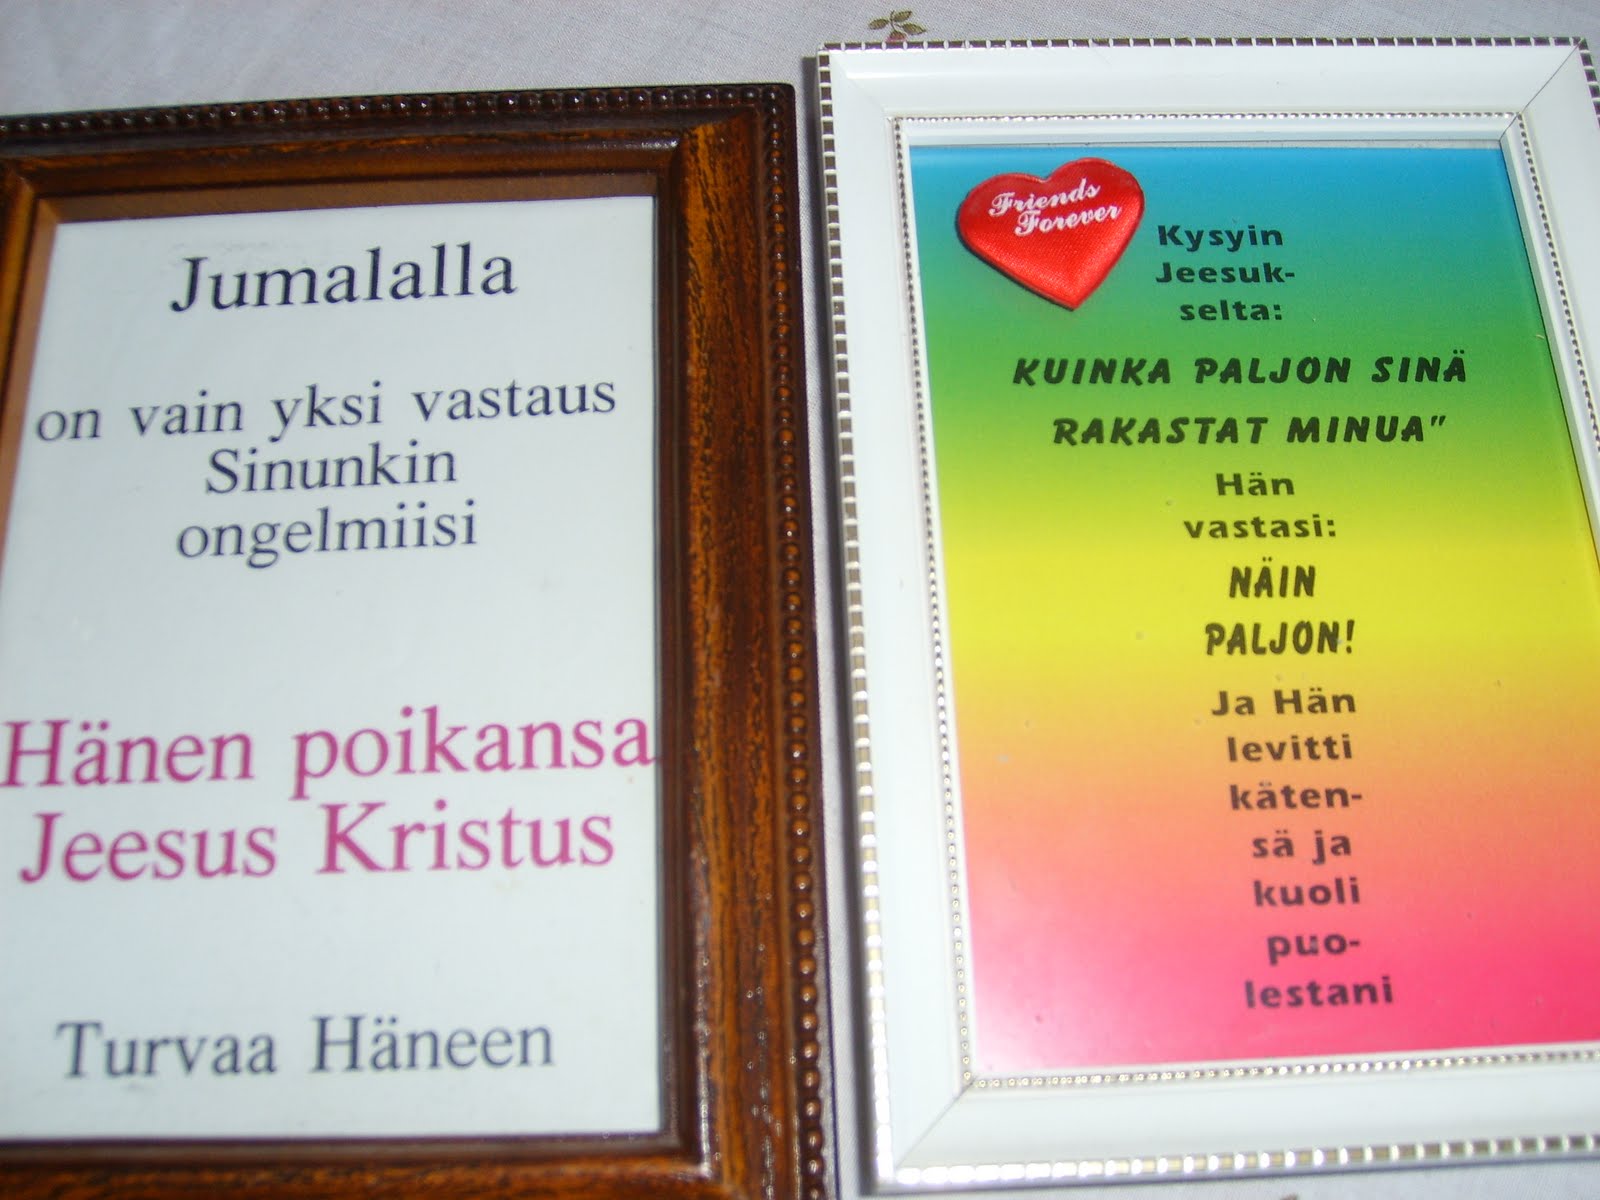 Jumalalla
on vain yksi vastaus
Sinunkin
ongelmiisi
Hänen poikansa
Jeesus Kristus
Turvaa Häneen
Friends
Forever
Kysyin
Jeesuk-
selta:
KUINKA PALJON SINÄ
RAKASTAT MINUA"
Hän
vastasi:
NÄIN
PALJON!
Ja Hän
levitti
käten-
sä ja
kuoli
puo-
lestani